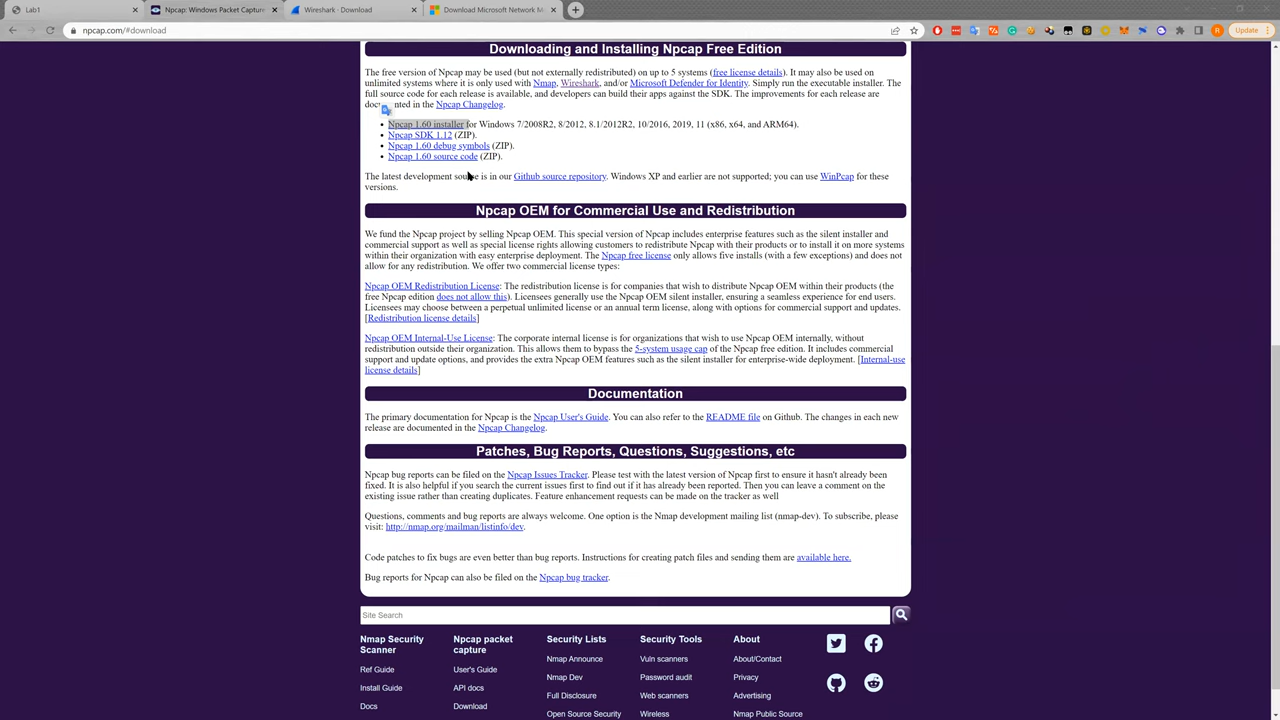 Lab1
Npcap: Windows Packet Capture
Wireshark · Download
Download Microsoft Network M
npcap.com/#download
Update
Downloading and Installing Npcap Free Edition
The free version of Npcap may be used (but not externally redistributed) on up to 5 systems (free license details). It may also be used on
unlimited systems where it is only used with Nmap, Wireshark, and/or Microsoft Defender for Identity. Simply run the executable installer. The
full source code for each release is available, and developers can build their apps against the SDK. The improvements for each release are
documented in the Npcap Changelog.
• Npcap 1.60 installer for Windows 7/2008R2, 8/2012, 8.1/2012R2, 10/2016, 2019, 11 (x86, x64, and ARM64).
• Npcap SDK 1.12 (ZIP).
• Npcap 1.60 debug symbols (ZIP).
• Npcap 1.60 source code (ZIP).
The latest development source is in our Github source repository. Windows XP and earlier are not supported; you can use WinPcap for these
versions.
Npcap OEM for Commercial Use and Redistribution
We fund the Npcap project by selling Npcap OEM. This special version of Npcap includes enterprise features such as the silent installer and
commercial support as well as special license rights allowing customers to redistribute Npcap with their products or to install it on more systems
within their organization with easy enterprise deployment. The Npcap free license only allows five installs (with a few exceptions) and does not
allow for any redistribution. We offer two commercial license types:
Npcap OEM Redistribution License: The redistribution license is for companies that wish to distribute Npcap OEM within their products (the
free Npcap edition does not allow this). Licensees generally use the Npcap OEM silent installer, ensuring a seamless experience for end users.
Licensees may choose between a perpetual unlimited license or an annual term license, along with options for commercial support and updates.
[Redistribution license details]
Npcap OEM Internal-Use License: The corporate internal license is for organizations that wish to use Npcap OEM internally, without
redistribution outside their organization. This allows them to bypass the 5-system usage cap of the Npcap free edition. It includes commercial
support and update options, and provides the extra Npcap OEM features such as the silent installer for enterprise-wide deployment. [Internal-use
license details]
Documentation
The primary documentation for Npcap is the Npcap User's Guide. You can also refer to the README file on Github. The changes in each new
release are documented in the Npcap Changelog.
Patches, Bug Reports, Questions, Suggestions, etc
Npcap bug reports can be filed on the Npcap Issues Tracker. Please test with the latest version of Npcap first to ensure it hasn't already been
fixed. It is also helpful if you search the current issues first to find out if it has already been reported. Then you can leave a comment on the
existing issue rather than creating duplicates. Feature enhancement requests can be made on the tracker as well
Questions, comments and bug reports are always welcome. One option is the Nmap development mailing list (nmap-dev). To subscribe, please
visit: http://nmap.org/mailman/listinfo/dev.
Code patches to fix bugs are even better than bug reports. Instructions for creating patch files and sending them are available here.
Bug reports for Npcap can also be filed on the Npcap bug tracker.
Site Search
Nmap Security
Scanner
Ref Guide
Install Guide
Docs
Npcap packet
capture
User's Guide
API docs
Download
Security Lists
Nmap Announce
Nmap Dev
Full Disclosure
Open Source Security
Security Tools
Vuln scanners
Password audit
Web scanners
Wireless
About
About/Contact
Privacy
Advertising
Nmap Public Source